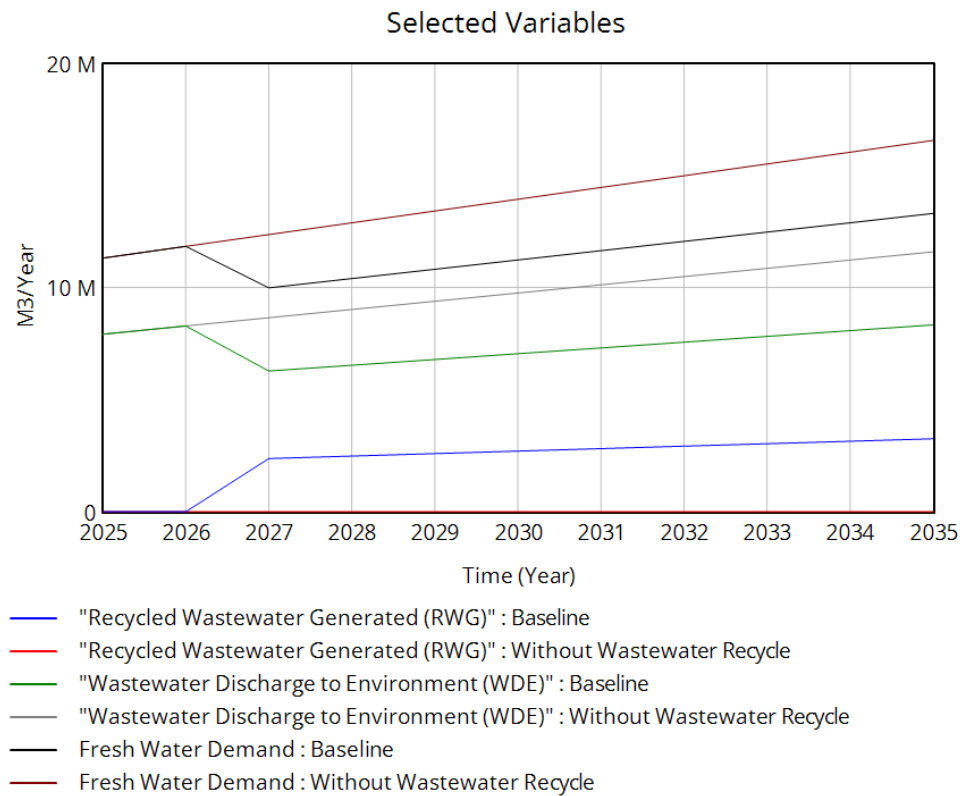 Selected Variables
20 M
10 M
0
M3/Year
2025 2026 2027 2028 2029 2030 2031 2032 2033 2034 2035
Time (Year)
"Recycled Wastewater Generated (RWG)" : Baseline
"Recycled Wastewater Generated (RWG)" : Without Wastewater Recycle
"Wastewater Discharge to Environment (WDE)" : Baseline
"Wastewater Discharge to Environment (WDE)" : Without Wastewater Recycle
Fresh Water Demand : Baseline
Fresh Water Demand : Without Wastewater Recycle